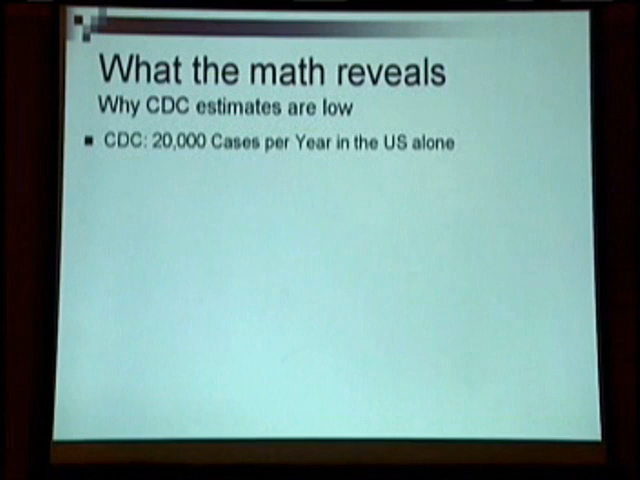 What the math reveals
Why CDC estimates are low
CDC: 20,000 Cases per Year in the US alone